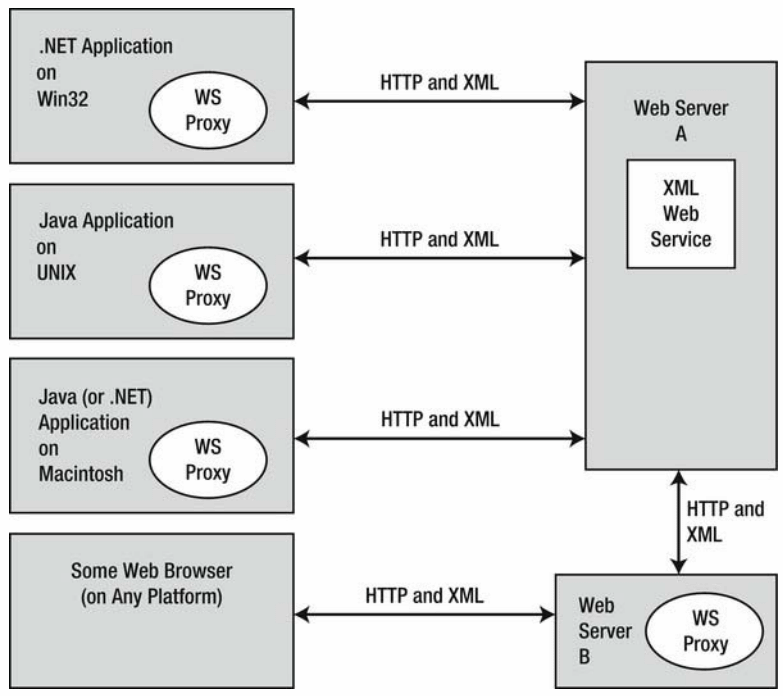 .NET Application
on
Win32
WS
Proxy
HTTP and XML
Web Server
A
XML
Web
Service
Java Application
on
UNIX
WS
Proxy
HTTP and XML
Java (or .NET)
Application
on
Macintosh
WS
Proxy
HTTP and XML
HTTP and
XML
Some Web Browser
(on Any Platform)
HTTP and XML
Web
Server
B
WS
Proxy